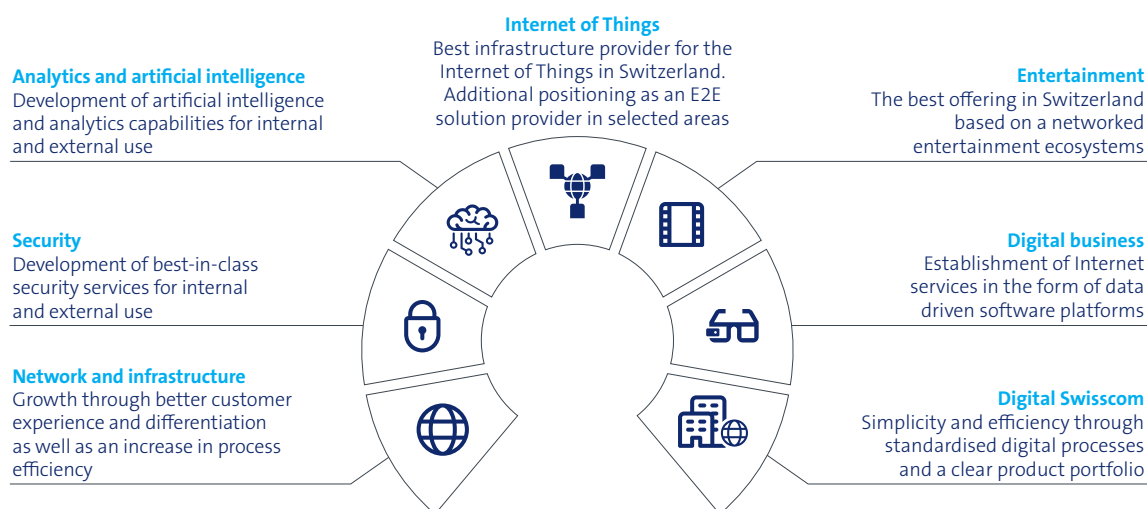 Internet of Things
Best infrastructure provider for the
Internet of Things in Switzerland.
Additional positioning as an E2E
solution provider in selected areas
Analytics and artificial intelligence
Development of artificial intelligence
and analytics capabilities for internal
and external use
Entertainment
The best offering in Switzerland
based on a networked
entertainment ecosystems
Security
Development of best-in-class
security services for internal
and external use
Digital business
Establishment of Internet
services in the form of data
driven software platforms
Network and infrastructure
Growth through better customer
experience and differentiation
as well as an increase in process
efficiency
Digital Swisscom
Simplicity and efficiency through
standardised digital processes
and a clear product portfolio